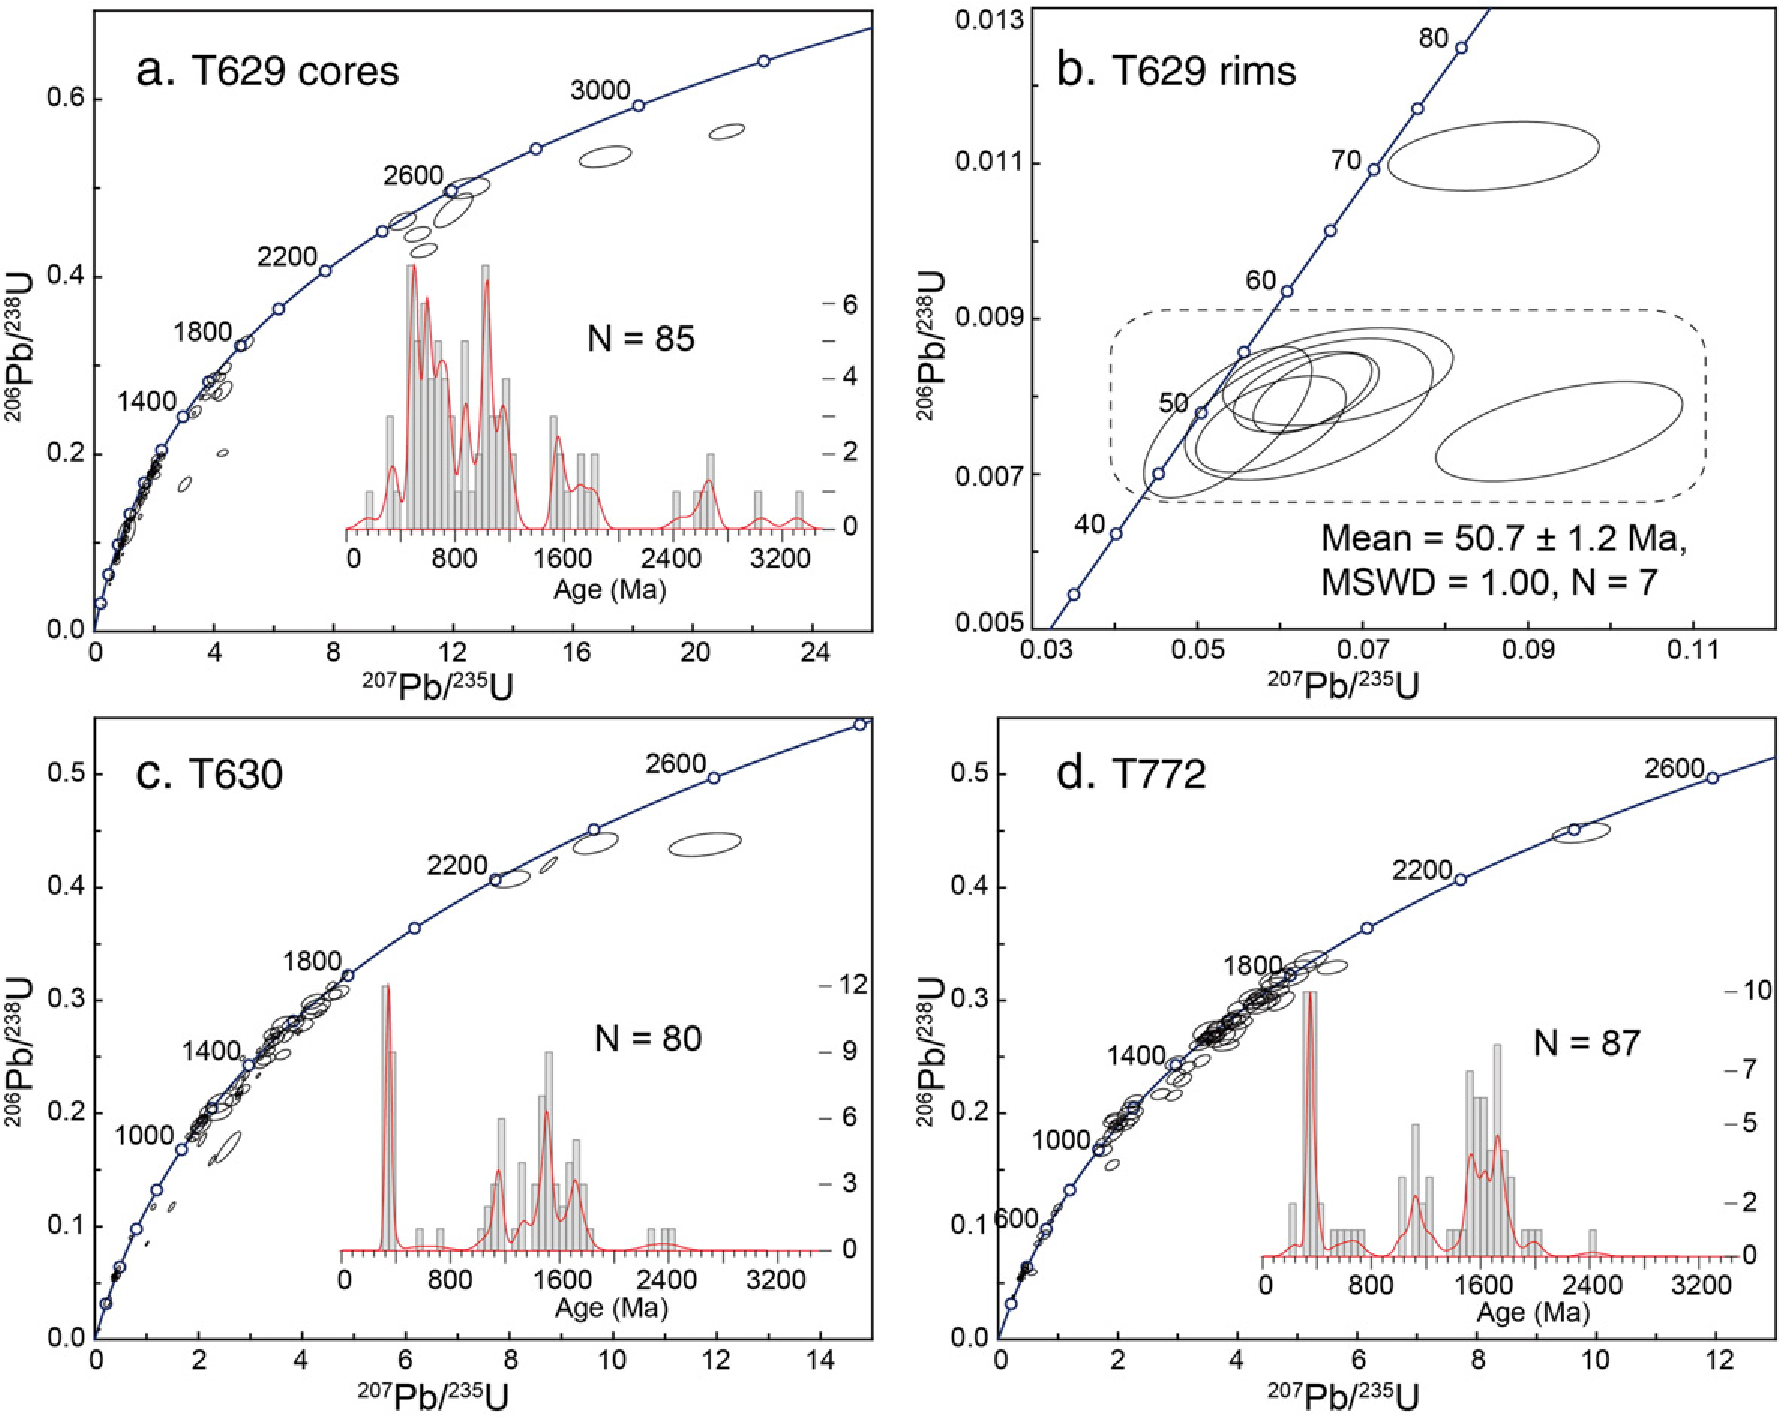 a. T629 cores
3000
2600
2200
1800
1400
0.6
0.4
0.2
0.0
206Pb/238U
N = 85
6
4
2
0
0 800 1600 2400 3200
Age (Ma)
0 4 8 12 16 20 24
207Pb/235U
b. T629 rims
80
70
60
50
40
0.013
0.011
0.009
0.007
0.005
206Pb/238U
Mean = 50.7 ± 1.2 Ma,
MSWD = 1.00, N = 7
0.03 0.05 0.07 0.09 0.11
207Pb/235U
c. T630
2600
2200
1800
1400
1000
0.5
0.4
0.3
0.2
0.1
0.0
206Pb/238U
N = 80
12
9
6
3
0
0 800 1600 2400 3200
Age (Ma)
0 2 4 6 8 10 12 14
207Pb/235U
d. T772
2600
2200
1800
1400
1000
600
0.5
0.4
0.3
0.2
0.1
0.0
206Pb/238U
N = 87
10
7
5
2
0
0 800 1600 2400 3200
Age (Ma)
0 2 4 6 8 10 12
207Pb/235U